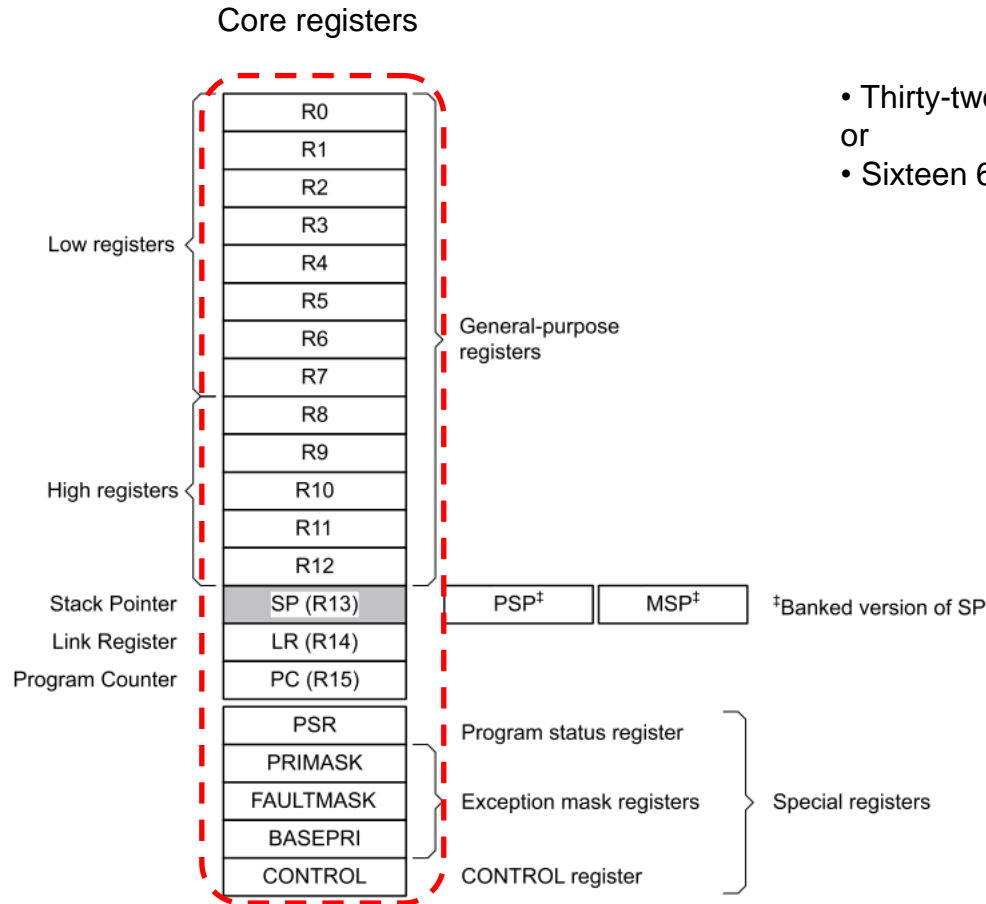 Core registers
• Thirty-two
or
• Sixteen 6
R0
R1
R2
R3
Low registers
R4
R5
R6
R7
General-purpose
registers
R8
R9
High registers
R10
R11
R12
Stack Pointer SP (R13) PSP‡ MSP‡ ‡Banked version of SP
Link Register LR (R14)
Program Counter PC (R15)
PSR Program status register
PRIMASK
FAULTMASK Exception mask registers Special registers
BASEPRI
CONTROL CONTROL register